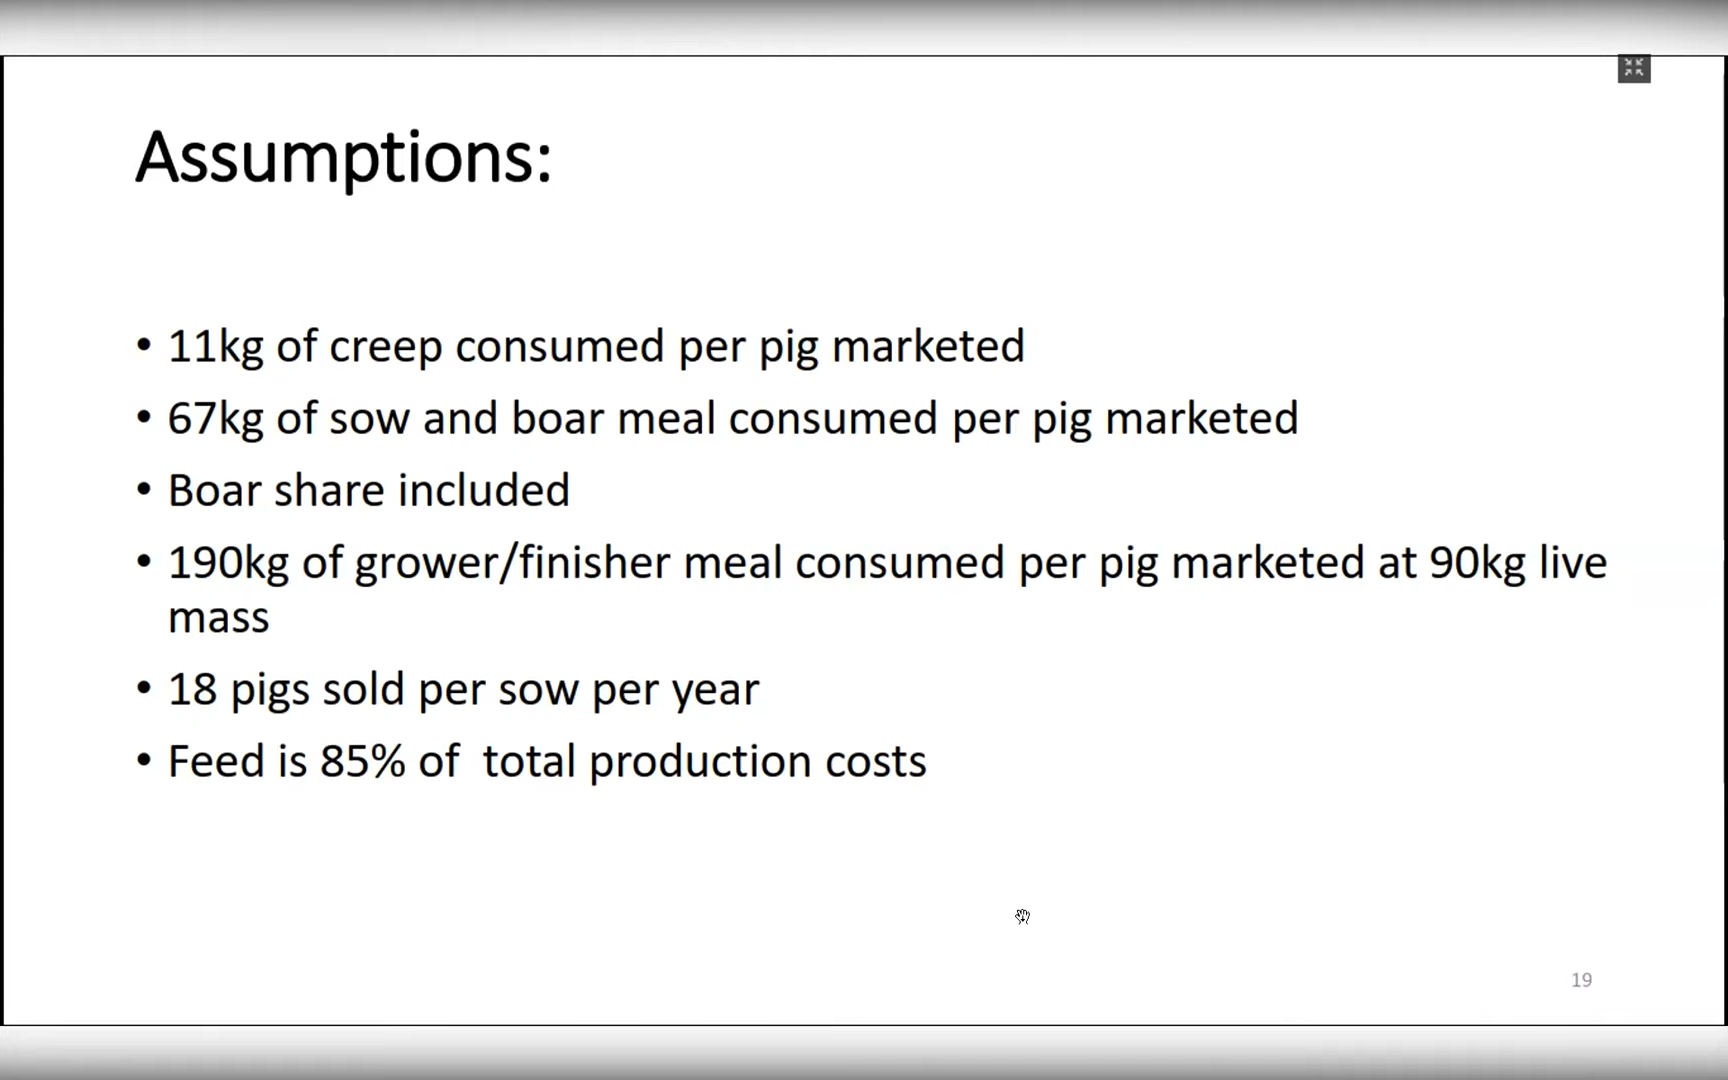 Assumptions:
• 11kg of creep consumed per pig marketed
• 67kg of sow and boar meal consumed per pig marketed
• Boar share included
• 190kg of grower/finisher meal consumed per pig marketed at 90kg live
mass
• 18 pigs sold per sow per year
• Feed is 85% of  total production costs
19